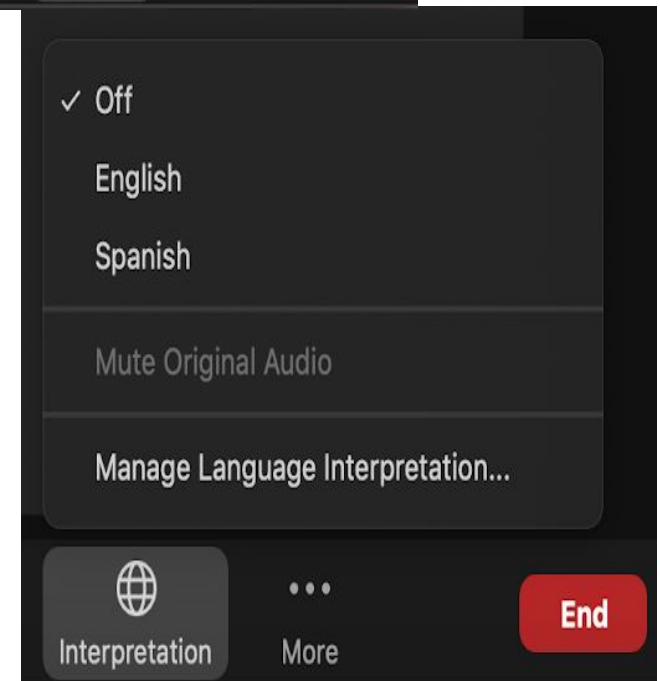 ✓ Off
English
Spanish
Mute Original Audio
Manage Language Interpretation...
Interpretation
More
End